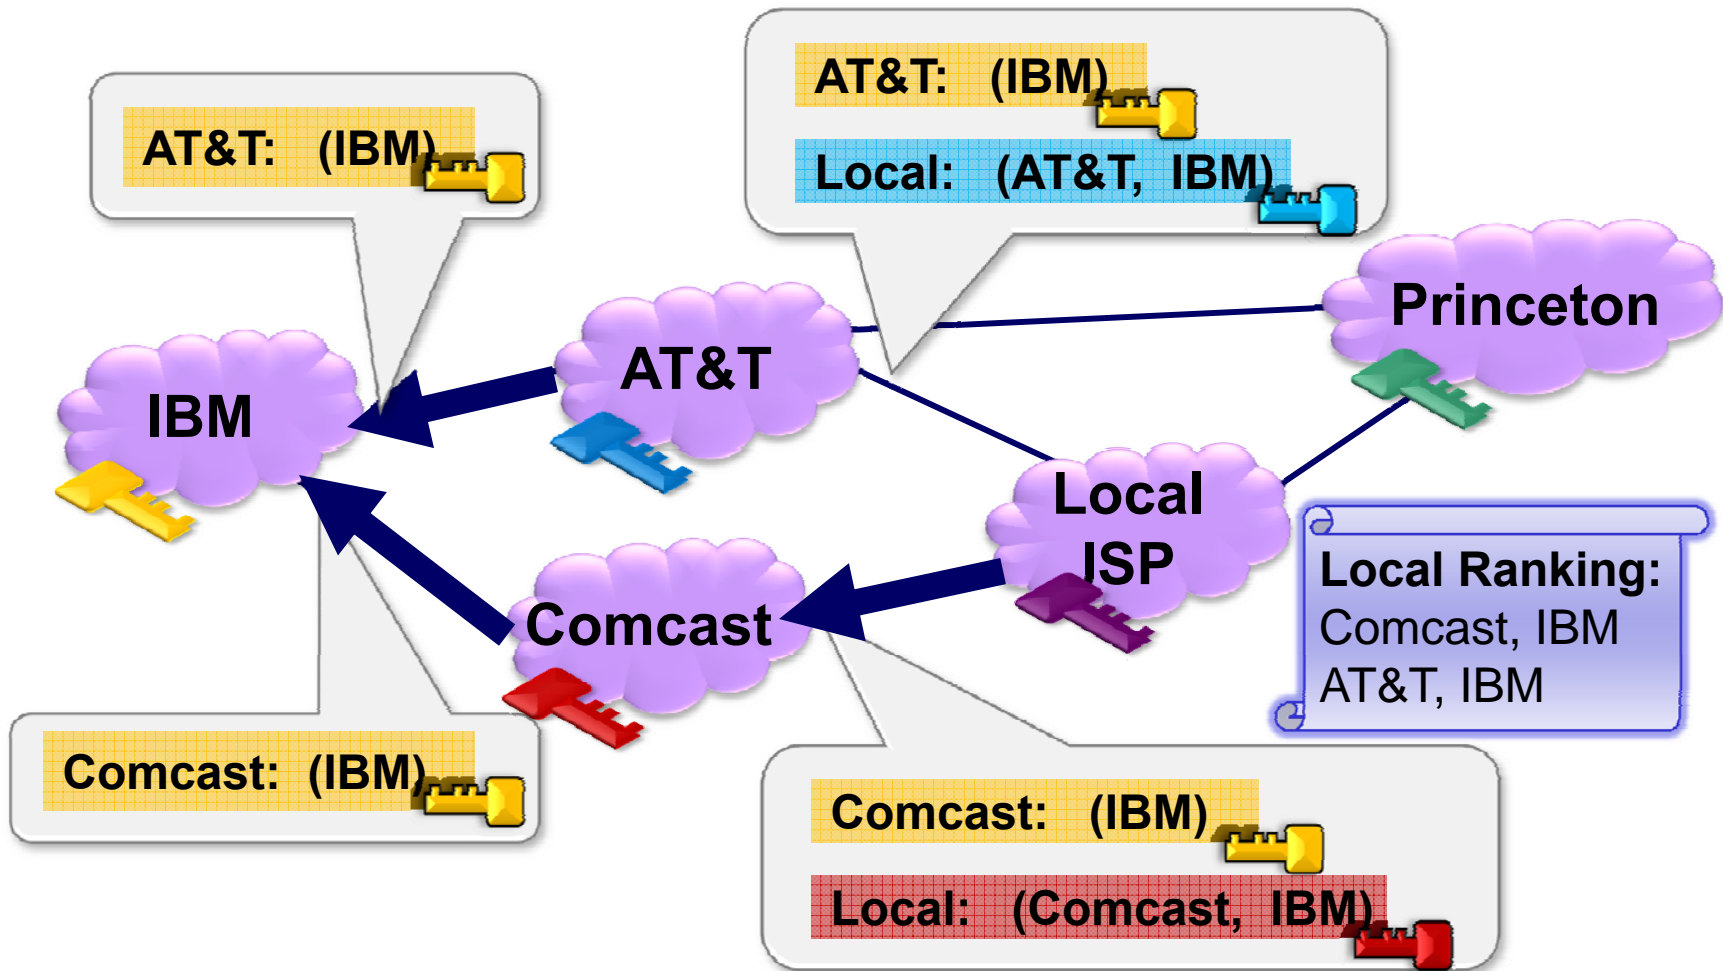 AT&T: (IBM)
AT&T: (IBM)
Local: (AT&T, IBM)
Princeton
AT&T
IBM
Local
ISP
Comcast
Local Ranking:
Comcast, IBM
AT&T, IBM
Comcast: (IBM)
Comcast: (IBM)
Local: (Comcast, IBM)